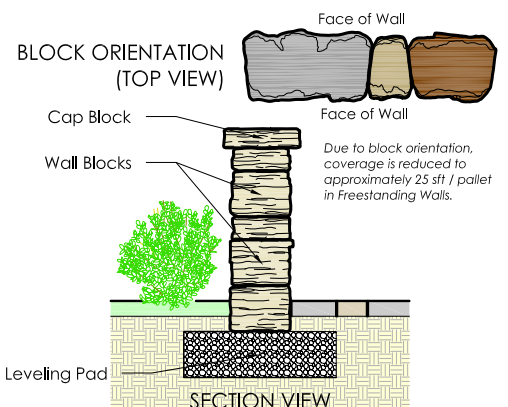 Face of Wall
BLOCK ORIENTATION
(TOP VIEW)
Face of Wall
Cap Block
Wall Blocks
Due to block orientation,
coverage is reduced to
approximately 25 sft / pallet
in Freestanding Walls.
Leveling Pad
SECTION VIEW